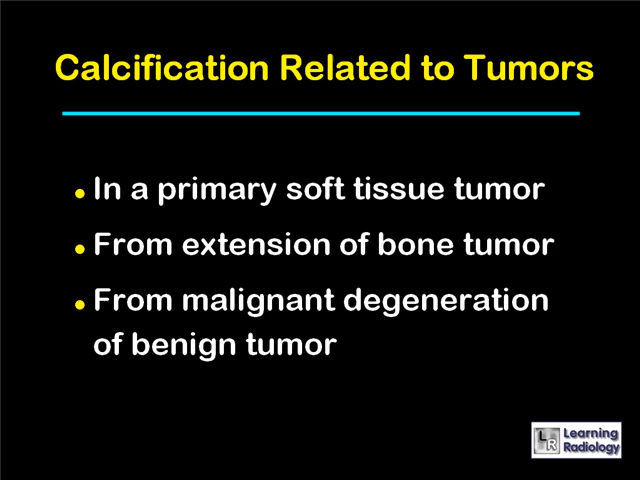 Calcification Related to Tumors
• In a primary soft tissue tumor
• From extension of bone tumor
• From malignant degeneration
of benign tumor
LR Learning
Radiology